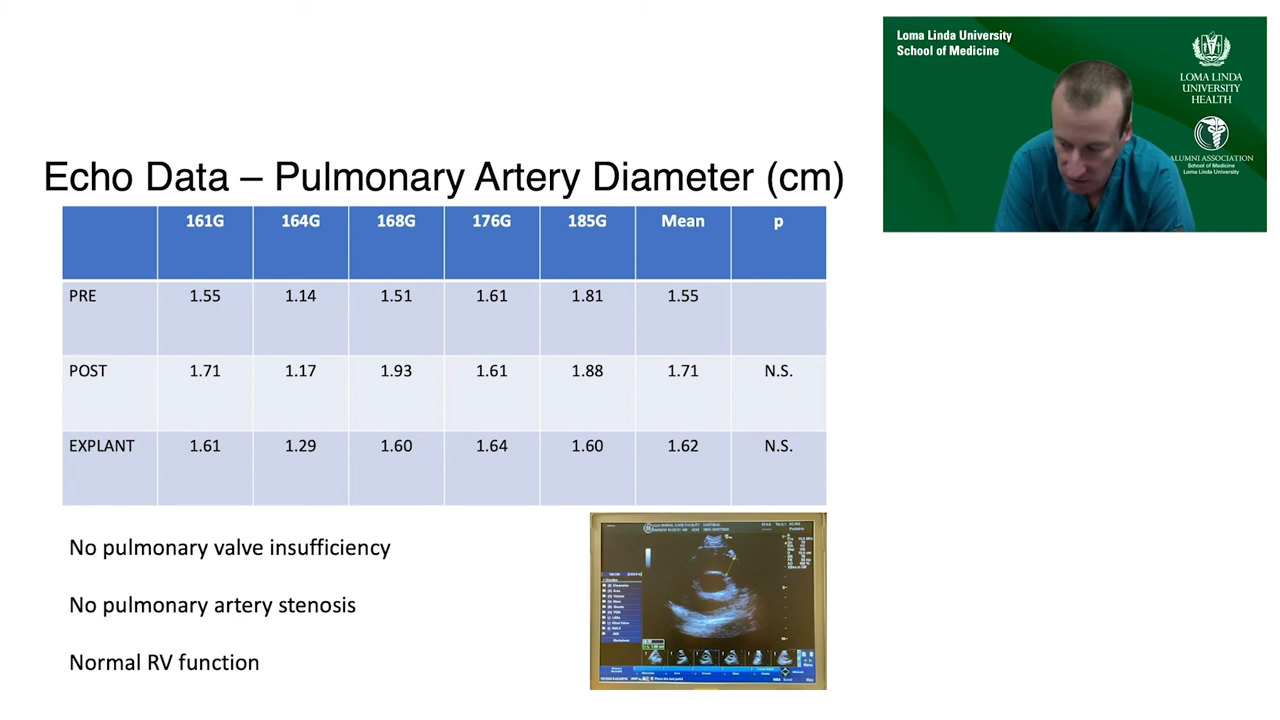 Loma Linda University
School of Medicine
LOMA LINDA
UNIVERSITY
HEALTH
ALUMNI ASSOCIATION
School of Medicine
Loma Linda University
Echo Data – Pulmonary Artery Diameter (cm)
161G 164G 168G 176G 185G Mean p
PRE 1.55 1.14 1.51 1.61 1.81 1.55
POST 1.71 1.17 1.93 1.61 1.88 1.71 N.S.
EXPLANT 1.61 1.29 1.60 1.64 1.60 1.62 N.S.
No pulmonary valve insufficiency
No pulmonary artery stenosis
Normal RV function